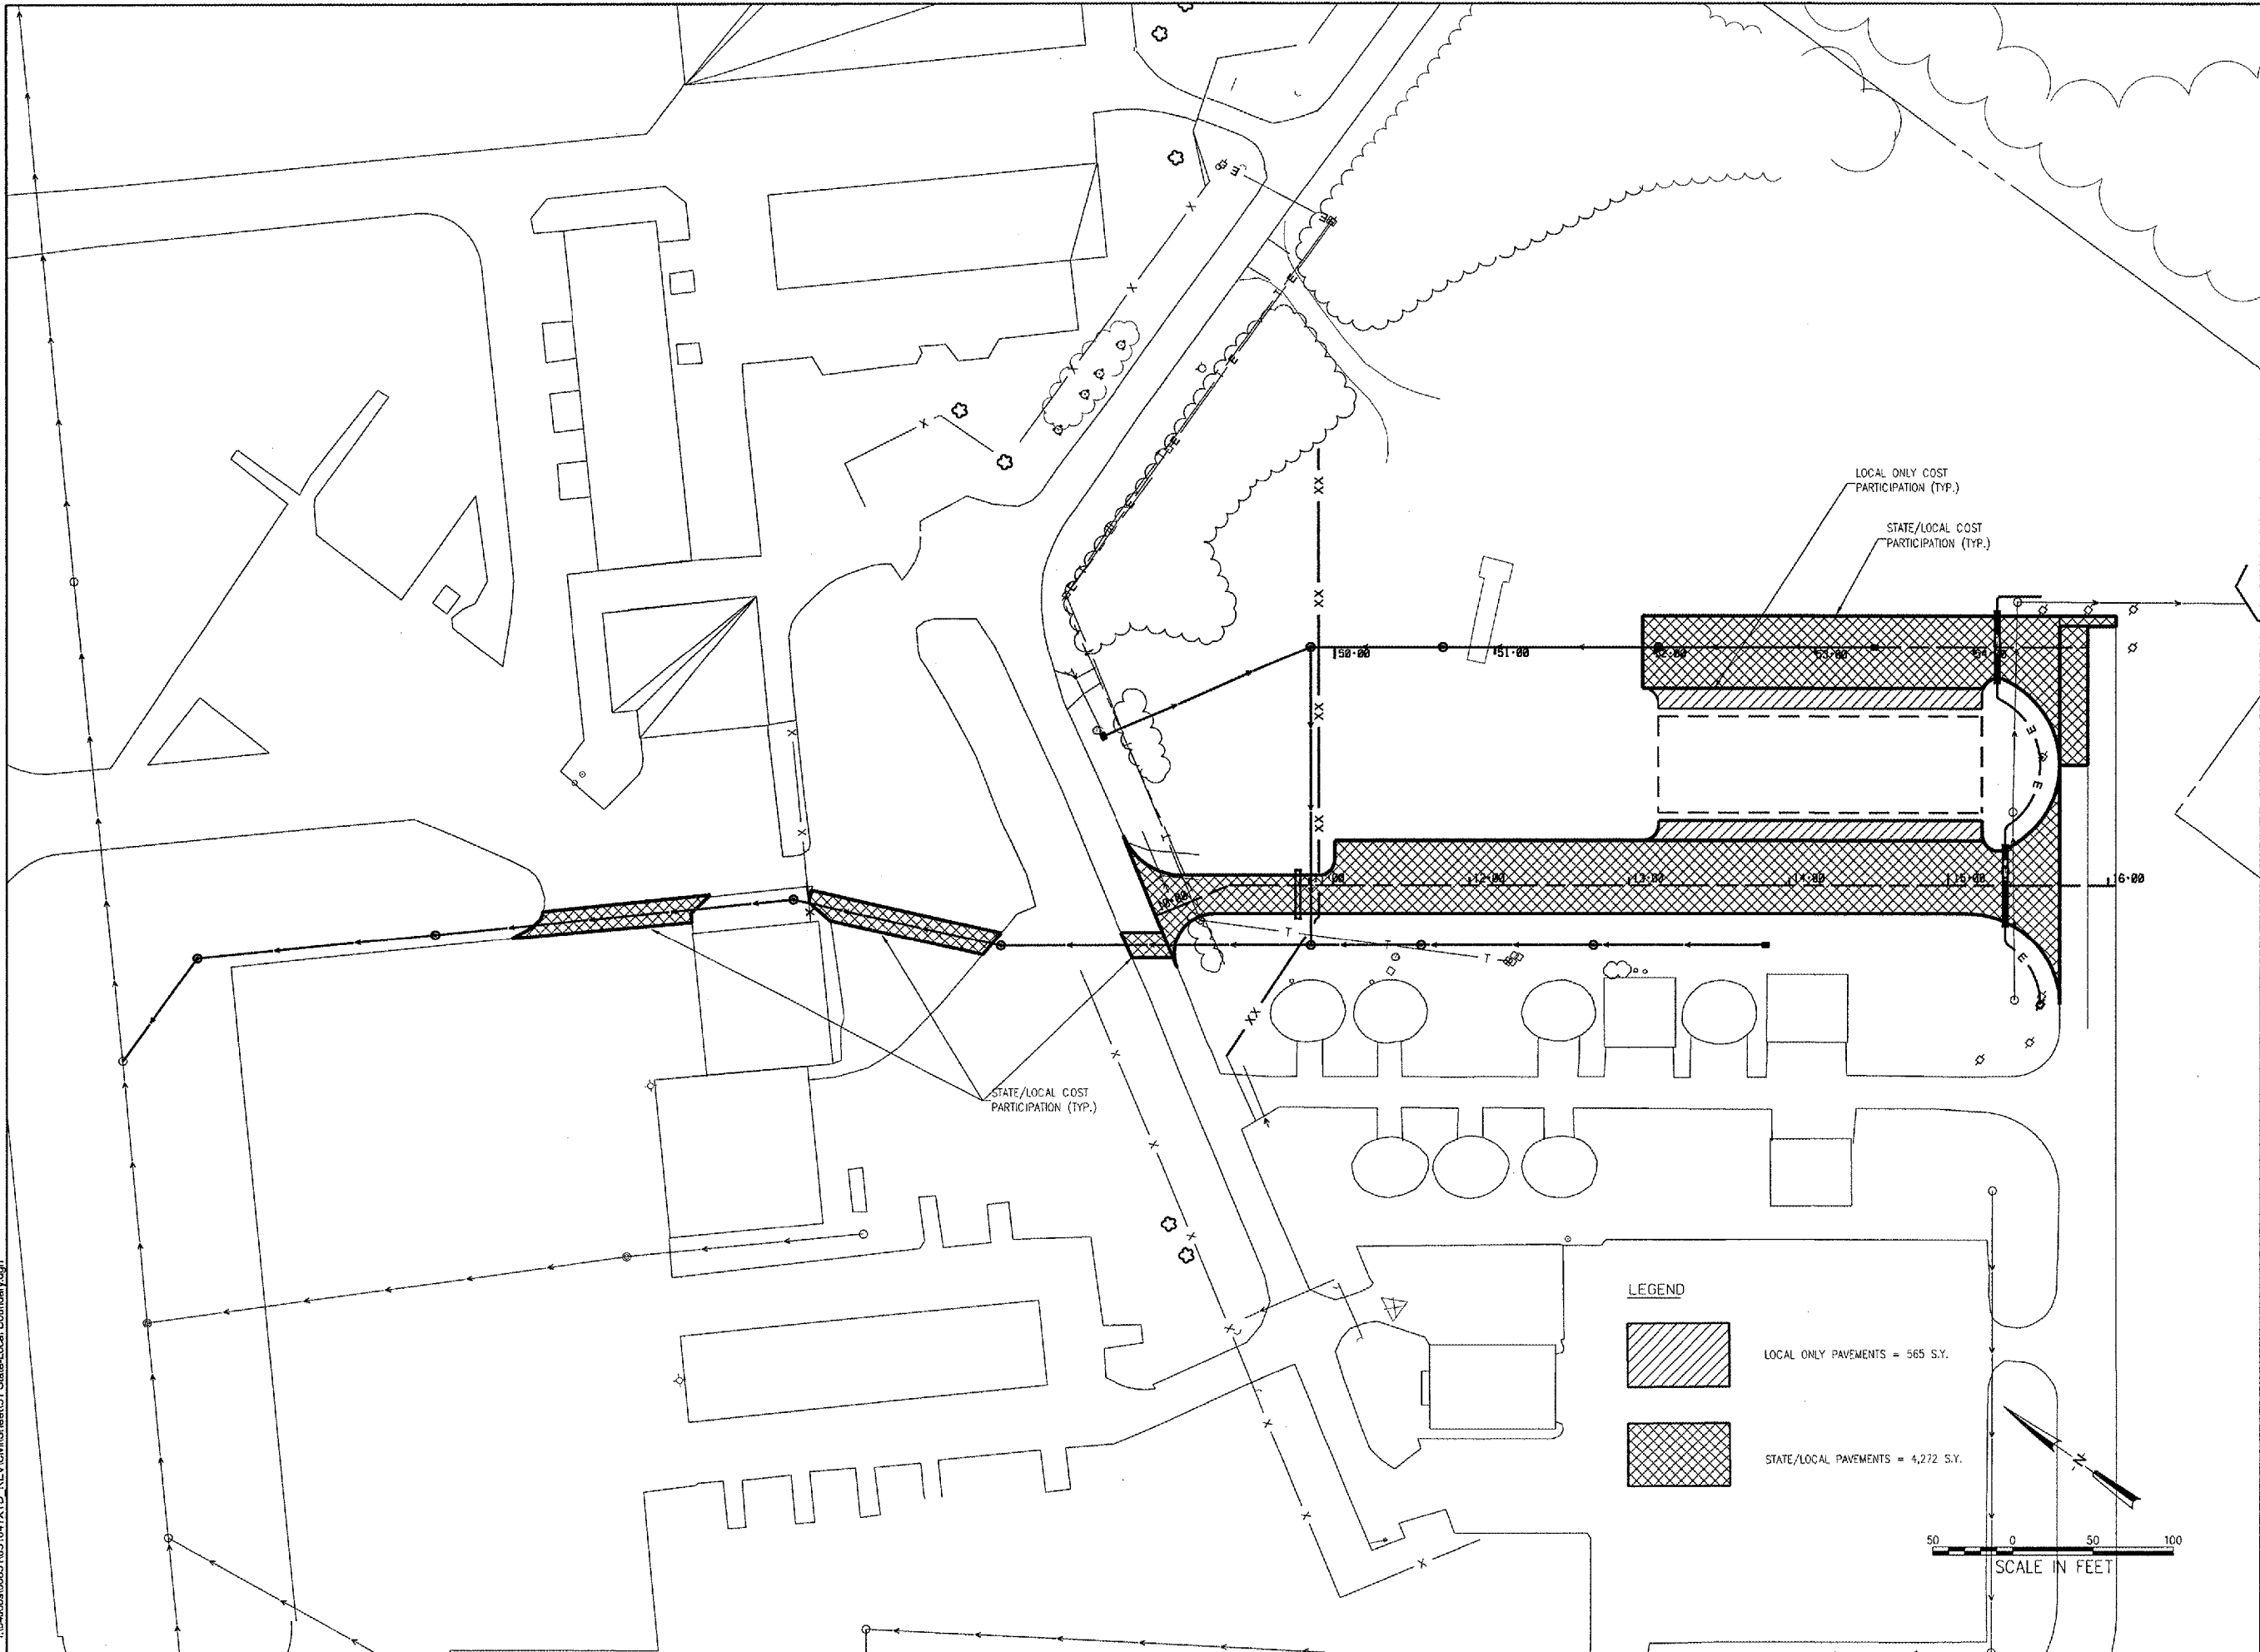 LOCAL ONLY COST
PARTICIPATION (TYP.)
STATE/LOCAL COST
PARTICIPATION (TYP.)
50+00
51+00
52+00
53+00
12+00
13+00
14+00
15+00
16+00
STATE/LOCAL COST
PARTICIPATION (TYP.)
LEGEND
LOCAL ONLY PAVEMENTS = 565 S.Y.
STATE/LOCAL PAVEMENTS = 4,272 S.Y.
N
50 0 50 100
SCALE IN FEET